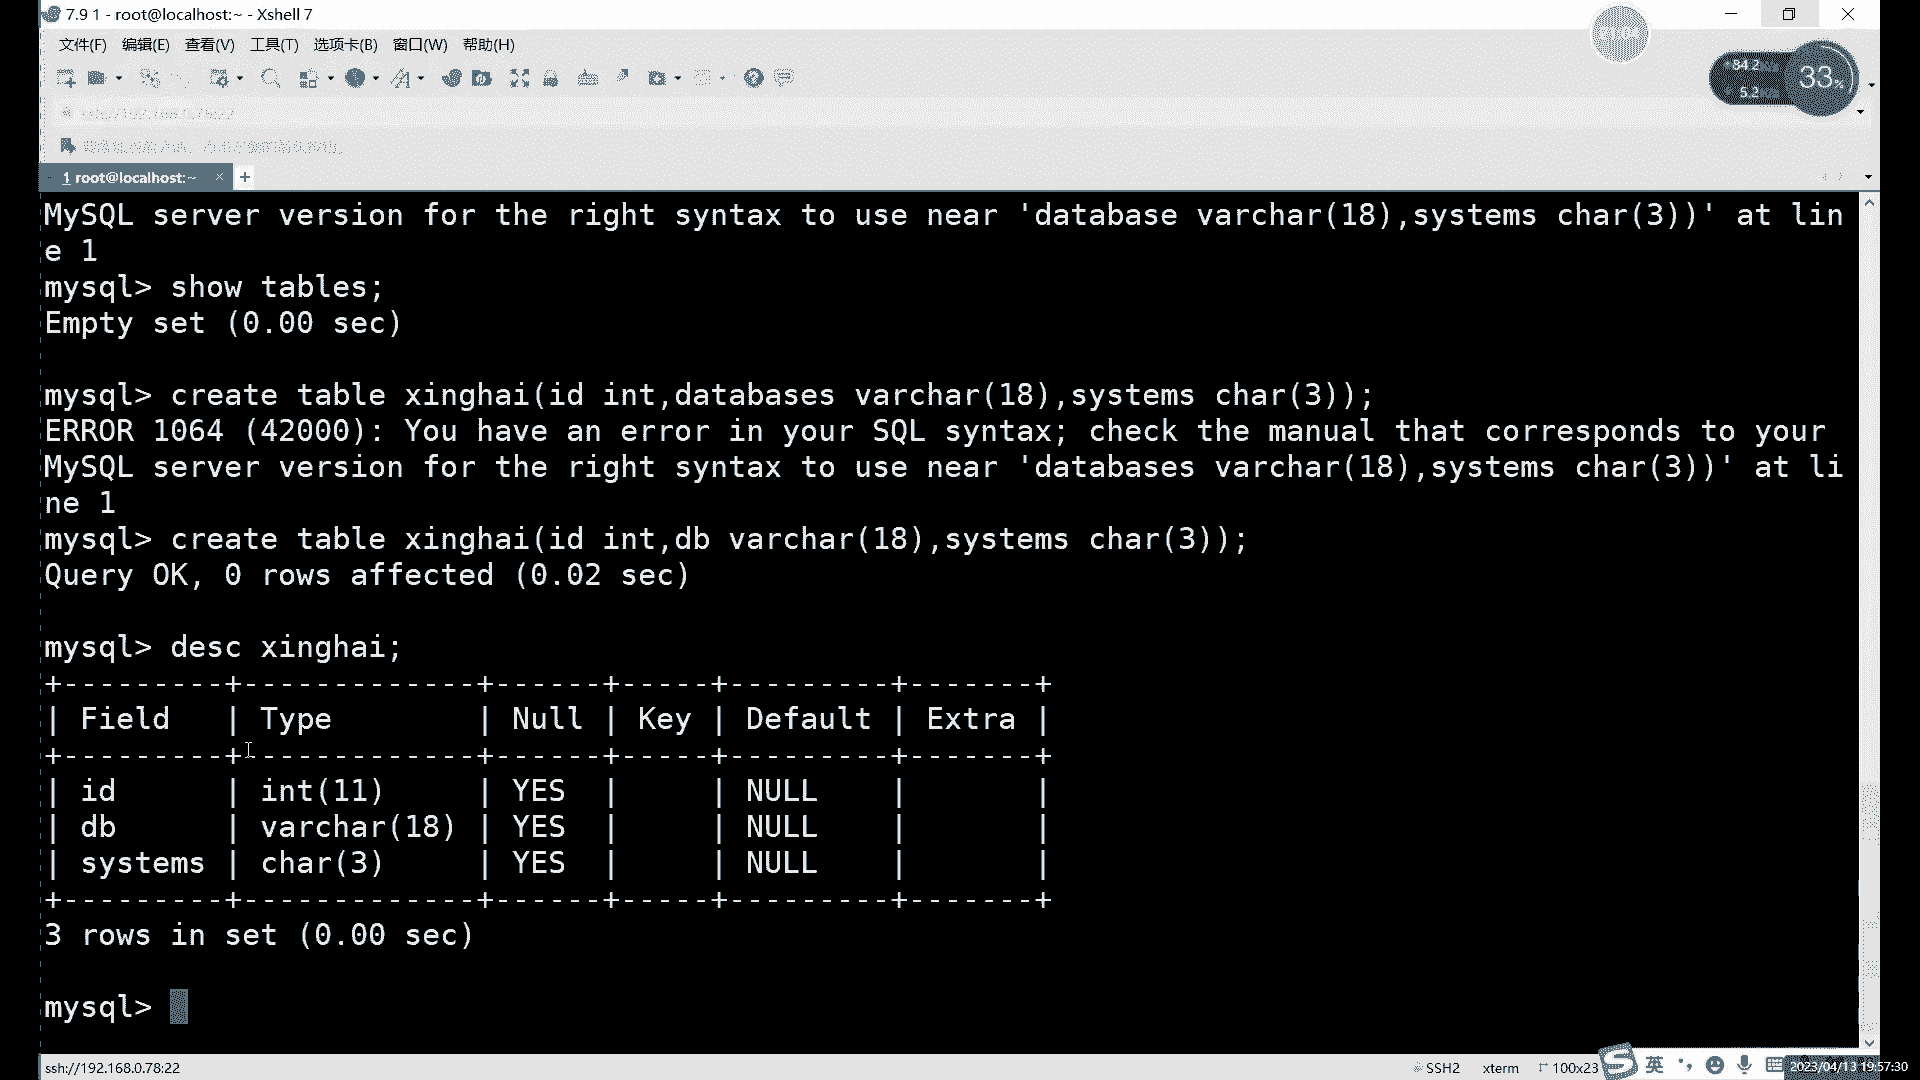 7.9 1 - root@localhost:~ - Xshell 7
文件(F) 编辑(E) 查看(V) 工具(T) 选项卡(B) 窗口(W) 帮助(H)
84.2
5.2
33%
ssh://192.168.0.78:22
1 root@localhost:~ × +
MySQL server version for the right syntax to use near 'database varchar(18),systems char(3))' at lin
e 1
mysql> show tables;
Empty set (0.00 sec)
mysql> create table xinghai(id int,databases varchar(18),systems char(3));
ERROR 1064 (42000): You have an error in your SQL syntax; check the manual that corresponds to your
MySQL server version for the right syntax to use near 'databases varchar(18),systems char(3))' at li
ne 1
mysql> create table xinghai(id int,db varchar(18),systems char(3));
Query OK, 0 rows affected (0.02 sec)
mysql> desc xinghai;
+---------+-------------+------+-----+---------+-------+
| Field   | Type        | Null | Key | Default | Extra |
+---------+-------------+------+-----+---------+-------+
| id      | int(11)     | YES  |     | NULL    |       |
| db      | varchar(18) | YES  |     | NULL    |       |
| systems | char(3)     | YES  |     | NULL    |       |
+---------+-------------+------+-----+---------+-------+
3 rows in set (0.00 sec)
mysql>
ssh://192.168.0.78:22 SSH2 xterm 100x23 英 2023/04/13 19:57:30